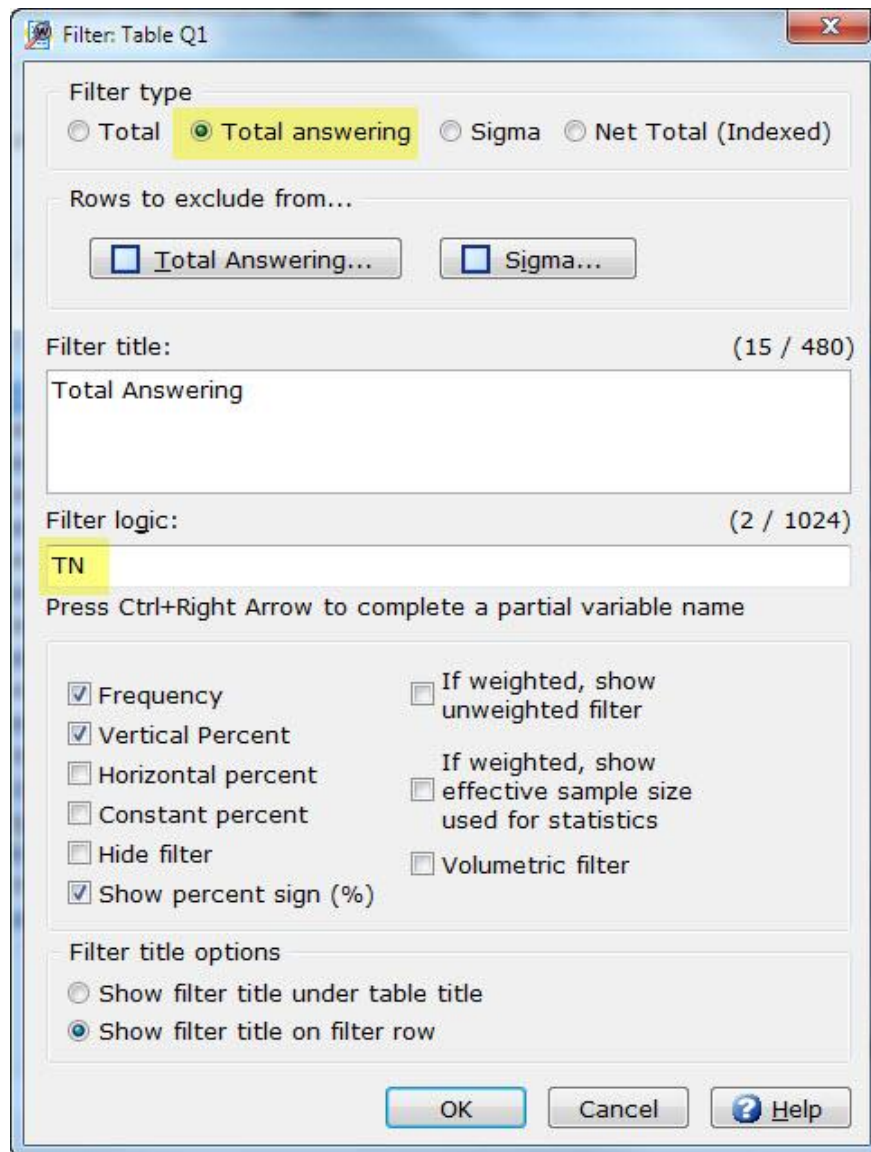 Filter: Table Q1
Filter type
Total Total answering Sigma Net Total (Indexed)
Rows to exclude from...
Total Answering... Sigma...
Filter title: (15 / 480)
Total Answering
Filter logic: (2 / 1024)
TN
Press Ctrl+Right Arrow to complete a partial variable name
Frequency
Vertical Percent
Horizontal percent
Constant percent
Hide filter
Show percent sign (%)
If weighted, show
unweighted filter
If weighted, show
effective sample size
used for statistics
Volumetric filter
Filter title options
Show filter title under table title
Show filter title on filter row
OK Cancel Help